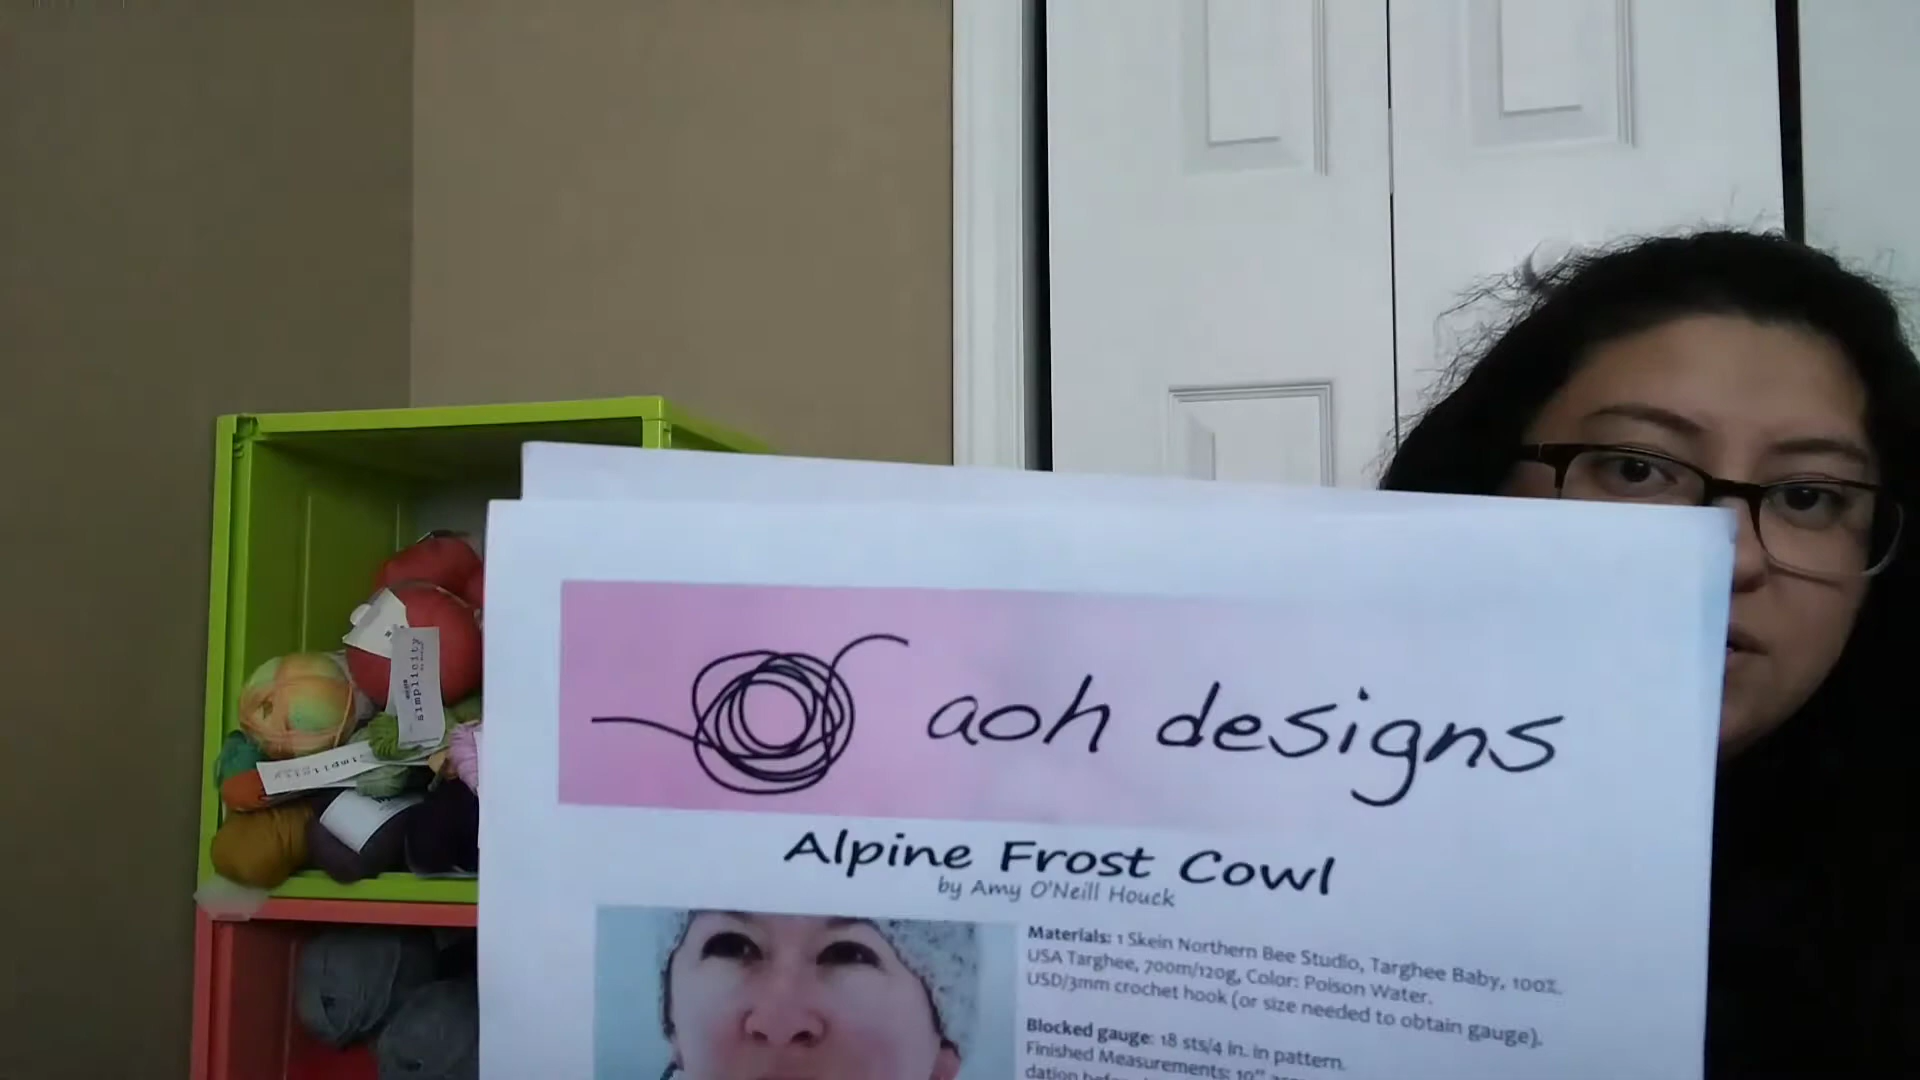 aoh designs
Alpine Frost Cowl
by Amy O'Neill Houck
Materials: 1 Skein Northern Bee Studio, Targhee Baby, 100%
USA Targhee, 700m/120g, Color: Poison Water.
USD/3mm crochet hook (or size needed to obtain gauge).
Blocked gauge: 18 sts/4 in. in pattern.
Finished Measurements: 10"
simplicity
simplicity